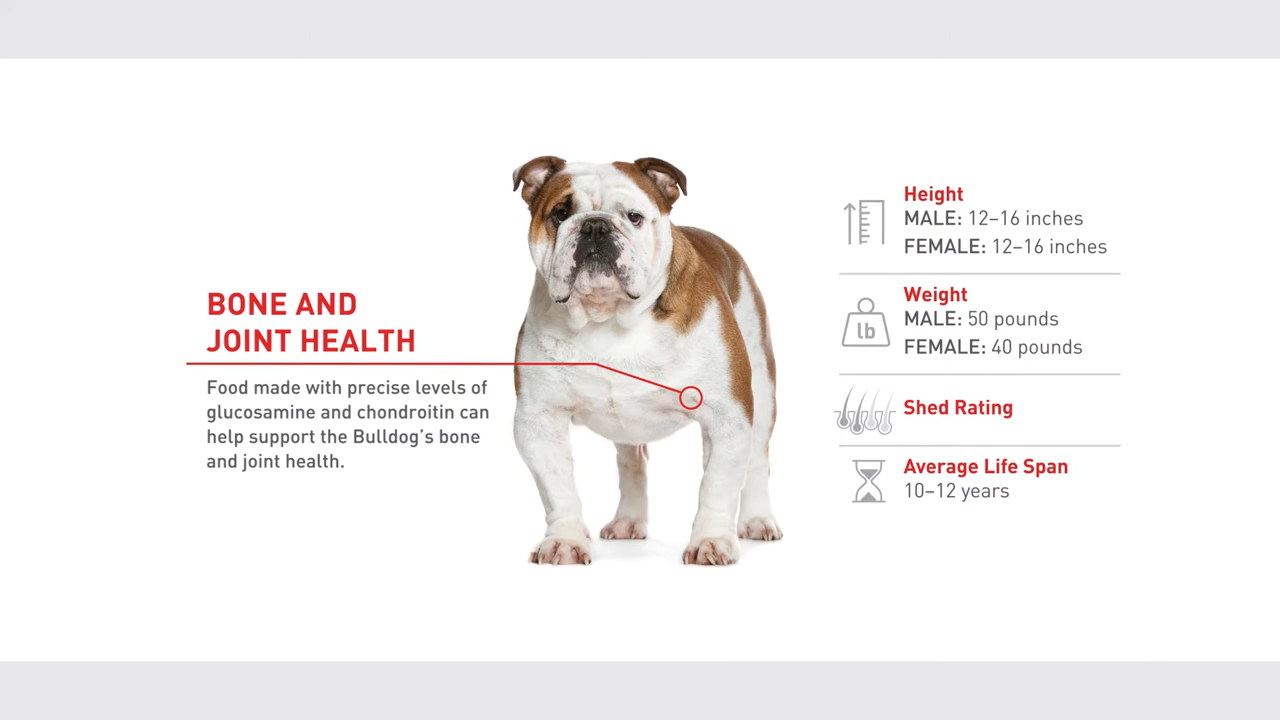 BONE AND
JOINT HEALTH
Food made with precise levels of
glucosamine and chondroitin can
help support the Bulldog’s bone
and joint health.
Height
MALE: 12–16 inches
FEMALE: 12–16 inches
lb
Weight
MALE: 50 pounds
FEMALE: 40 pounds
Shed Rating
Average Life Span
10–12 years